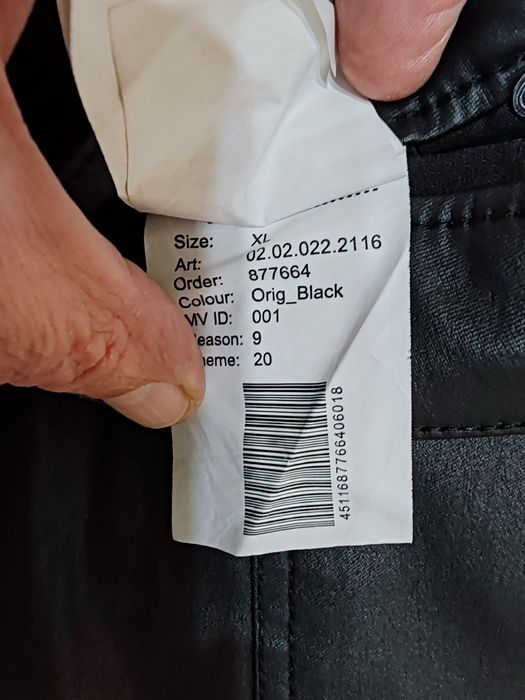 Size: XL
Art: 02.02.022.2116
Order: 877664
Colour: Orig_Black
MV ID: 001
eason: 9
heme: 20
4511687766406018